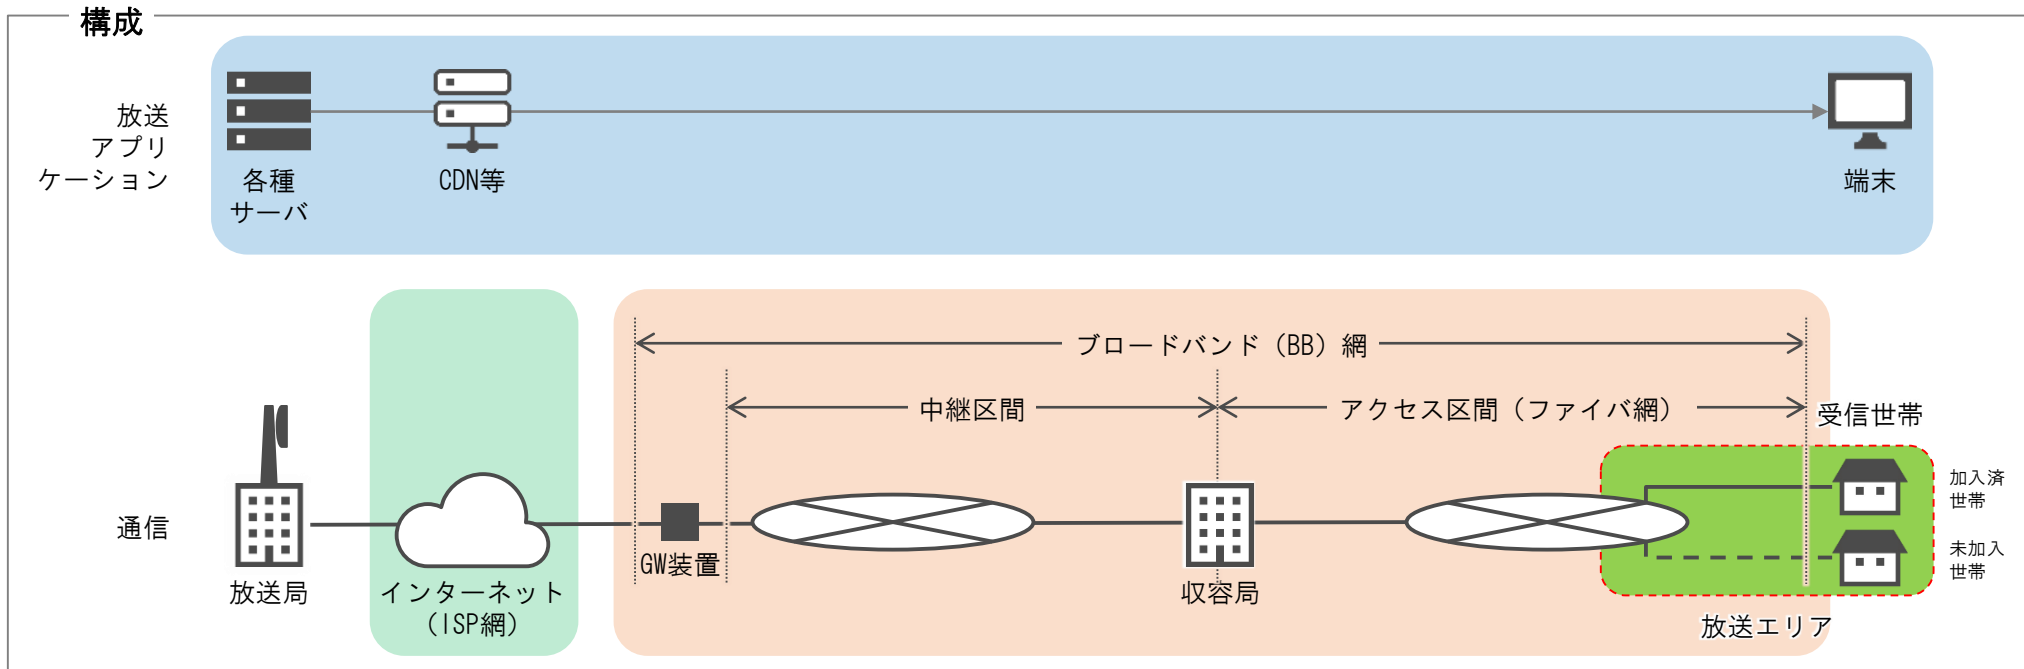 構成
放送
アプリ
ケーション
各種
サーバ
CDN等
端末
ブロードバンド（BB）網
中継区間
アクセス区間（ファイバ網）
受信世帯
加入済
世帯
通信
未加入
世帯
GW装置
放送局
インターネット
（ISP網）
収容局
放送エリア